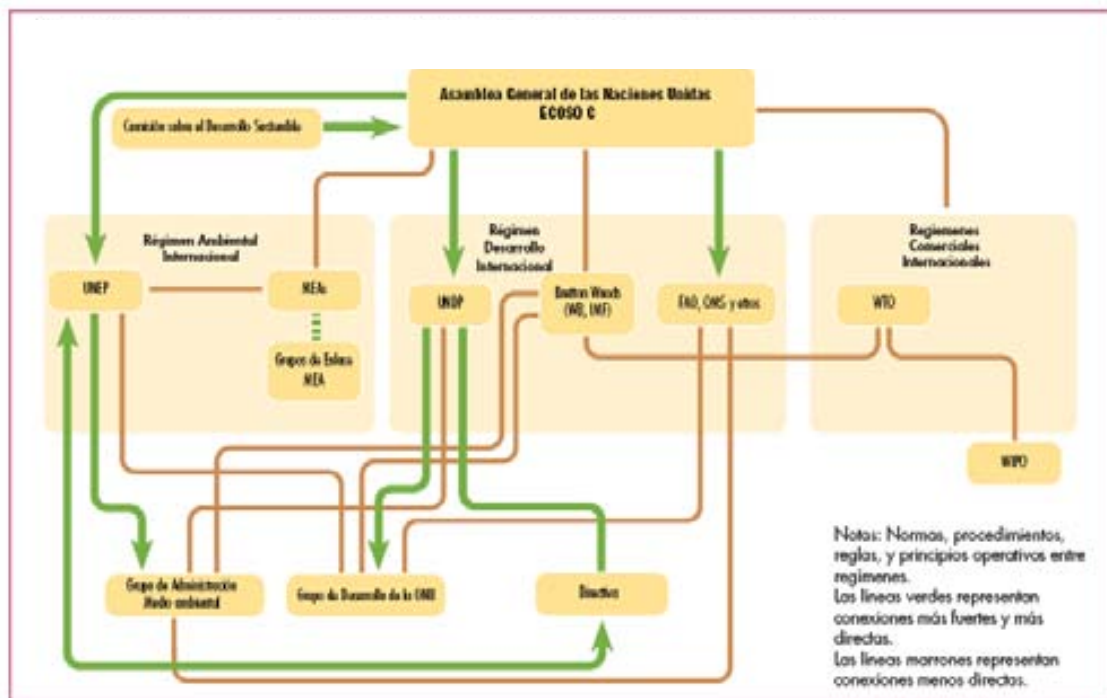 Asamblea General de las Naciones Unidas
ECOSO C
Comisión sobre el Desarrollo Sostenible
Régimen Ambiental
Internacional
UNEP
MEAs
Grupos de Enlace
MEA
Régimen
Desarrollo
Internacional
UNDP
Bretton Woods
(WB, IMF)
FAO, OMS y otros
Regiemenes
Comerciales
Internacionales
WTO
WIPO
Grupo de Administración
Medio ambiental
Grupo de Desarrollo de la ONU
Directivo
Notas: Normas, procedimientos,
reglas, y principios operativos entre
regímenes.
Las líneas verdes representan
conexiones más fuertes y más
directas.
Las líneas marrones representan
conexiones menos directas.